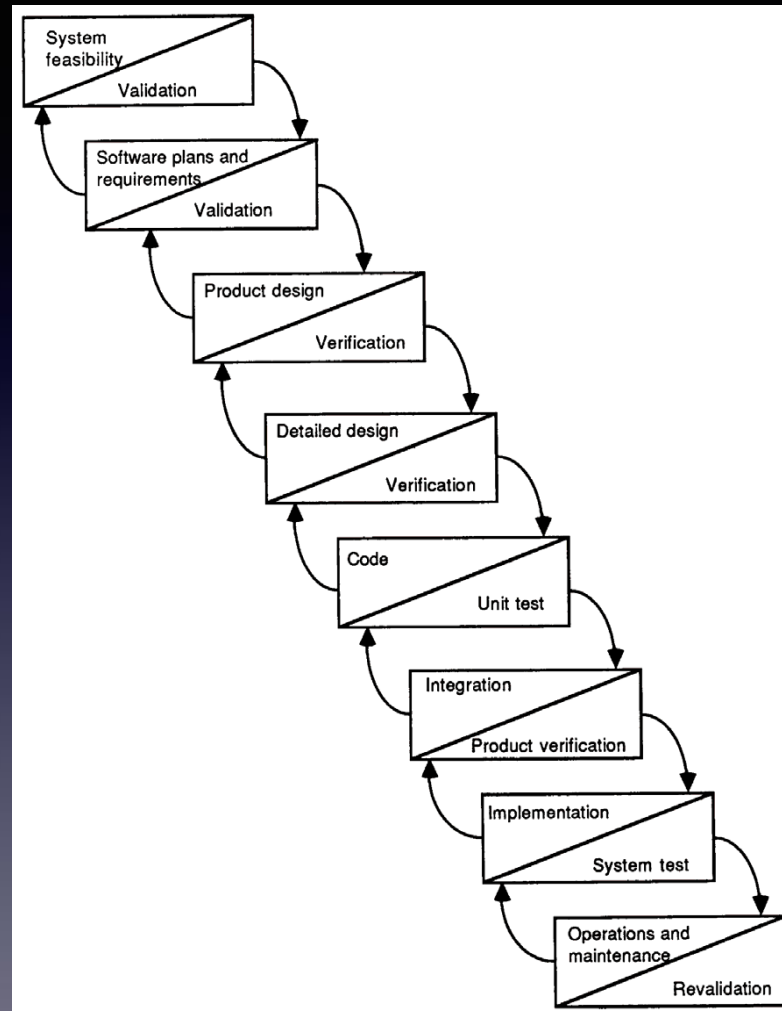 System
feasibility
Validation
Software plans and
requirements
Validation
Product design
Verification
Detailed design
Verification
Code
Unit test
Integration
Product verification
Implementation
System test
Operations and
maintenance
Revalidation